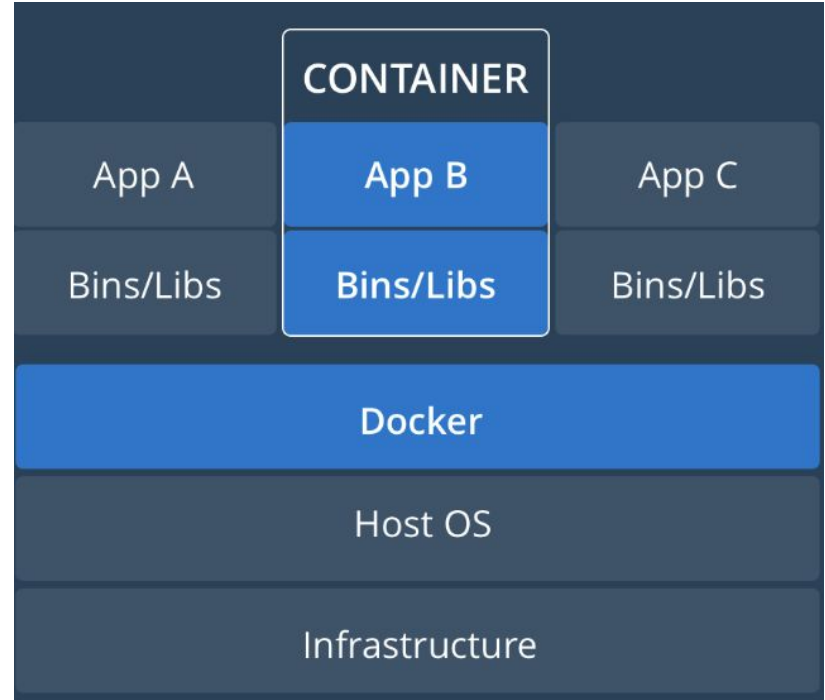 CONTAINER
App A
App B
App C
Bins/Libs
Bins/Libs
Bins/Libs
Docker
Host OS
Infrastructure